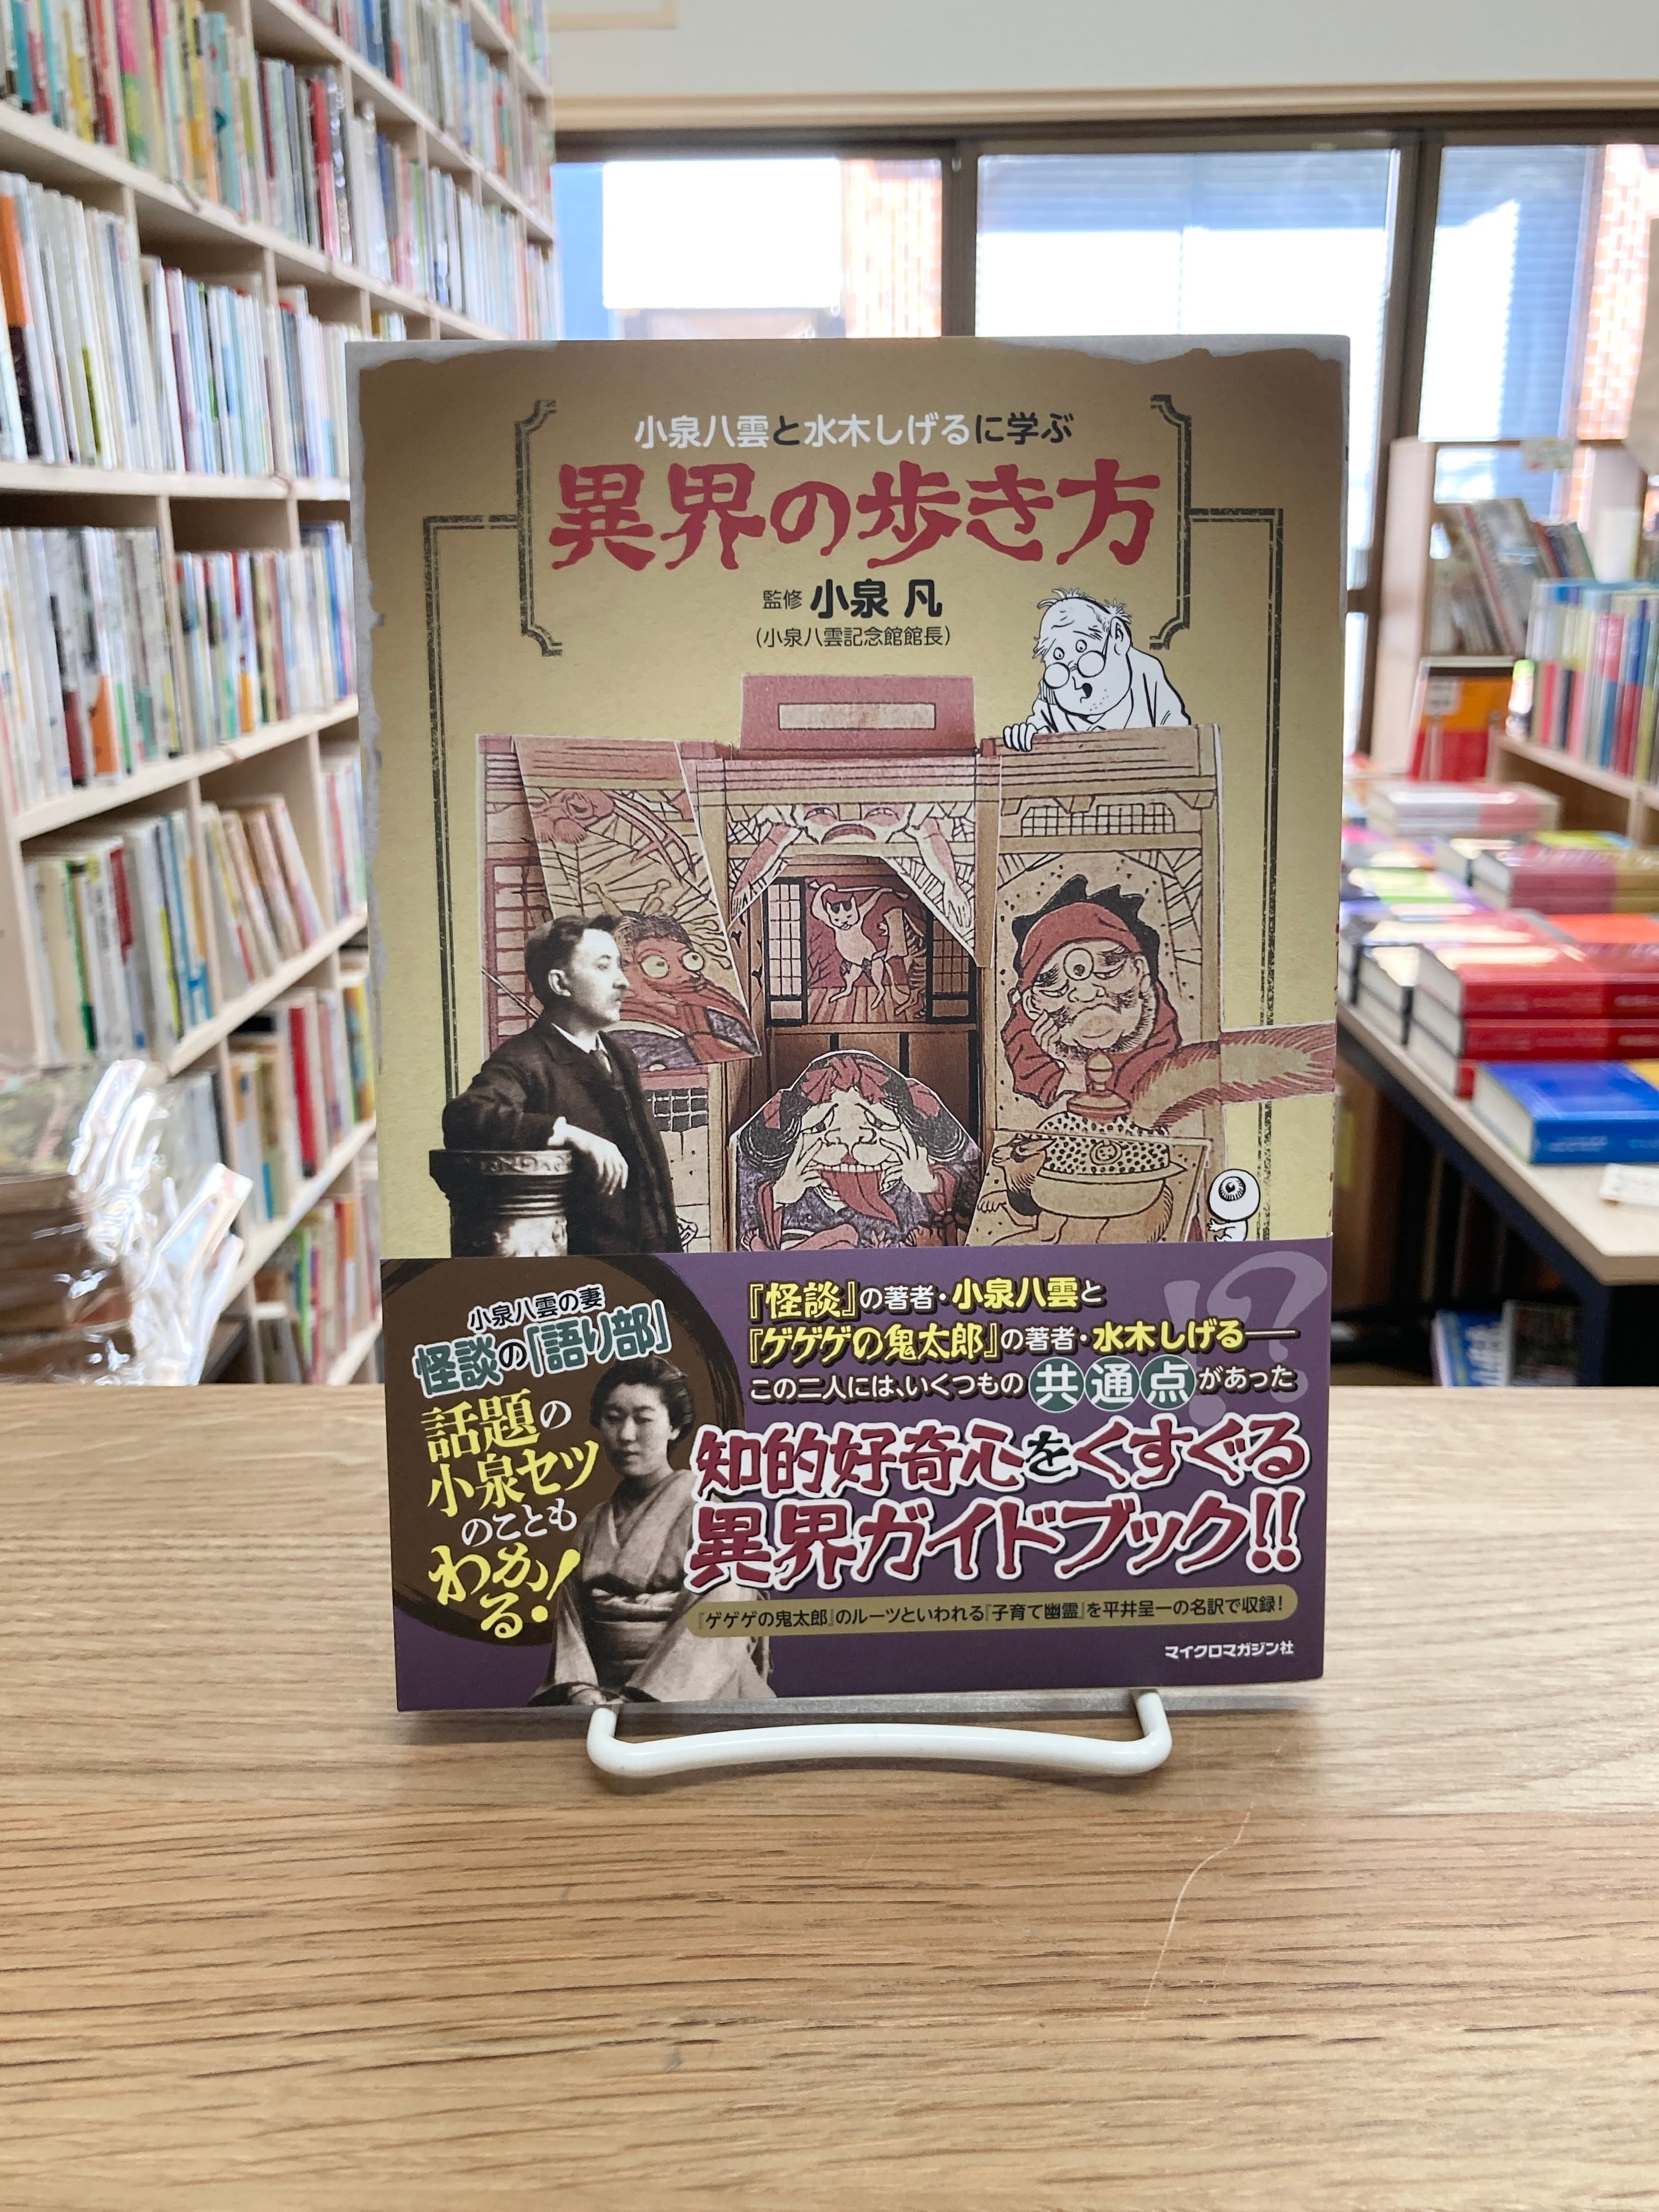 小泉八雲と水木しげるに学ぶ
異界の歩き方
監修 小泉 凡
(小泉八雲記念館館長)
小泉八雲の妻
怪談の「語り部」
話題の
小泉セツ
のことも
わかる!
『怪談』の著者・小泉八雲と
『ゲゲゲの鬼太郎』の著者・水木しげる──
この二人には、いくつもの共通点があった
!?
知的好奇心をくすぐる
異界ガイドブック!!
『ゲゲゲの鬼太郎』のルーツといわれる『子育て幽霊』を平井呈一の名訳で収録!
マイクロマガジン社